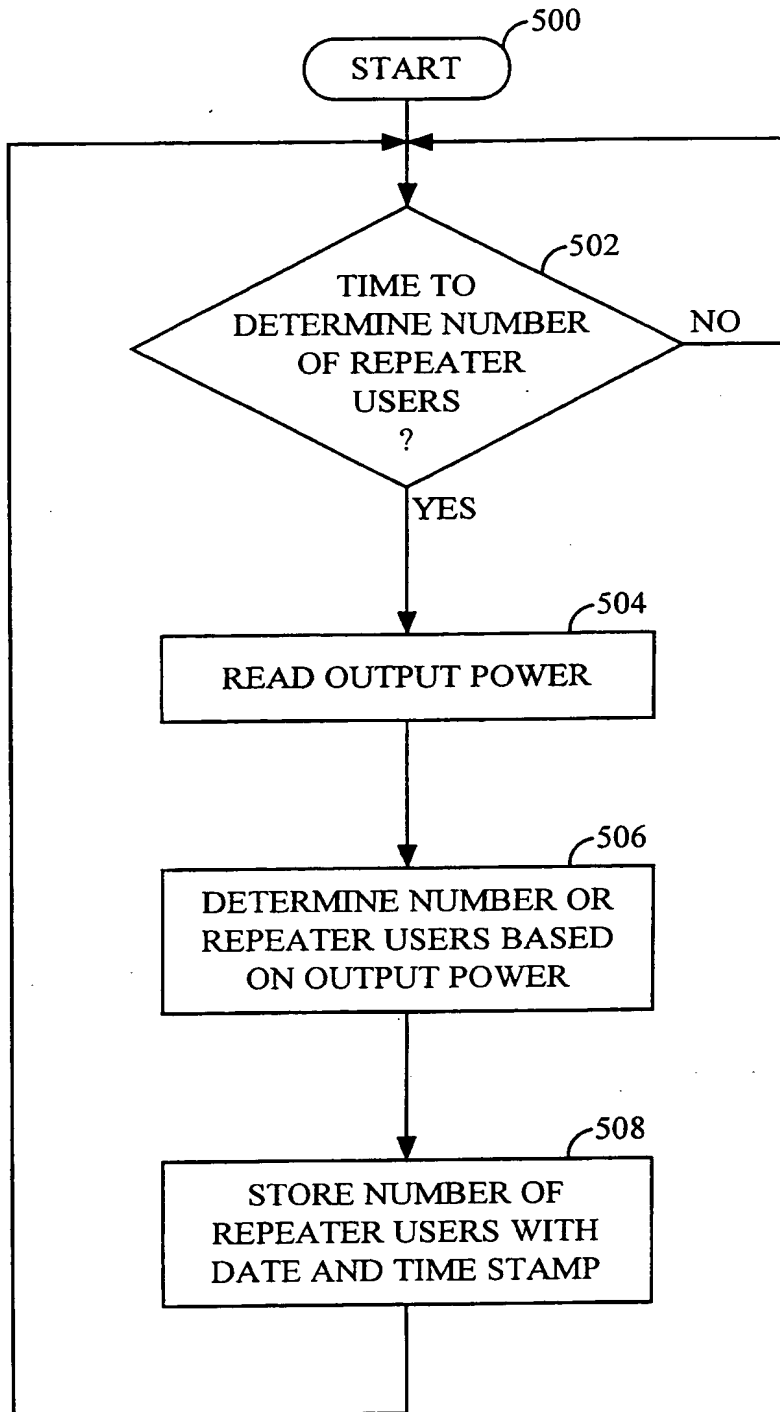 500
START
502
TIME TO
DETERMINE NUMBER
OF REPEATER
USERS
?
NO
YES
504
READ OUTPUT POWER
506
DETERMINE NUMBER OR
REPEATER USERS BASED
ON OUTPUT POWER
508
STORE NUMBER OF
REPEATER USERS WITH
DATE AND TIME STAMP